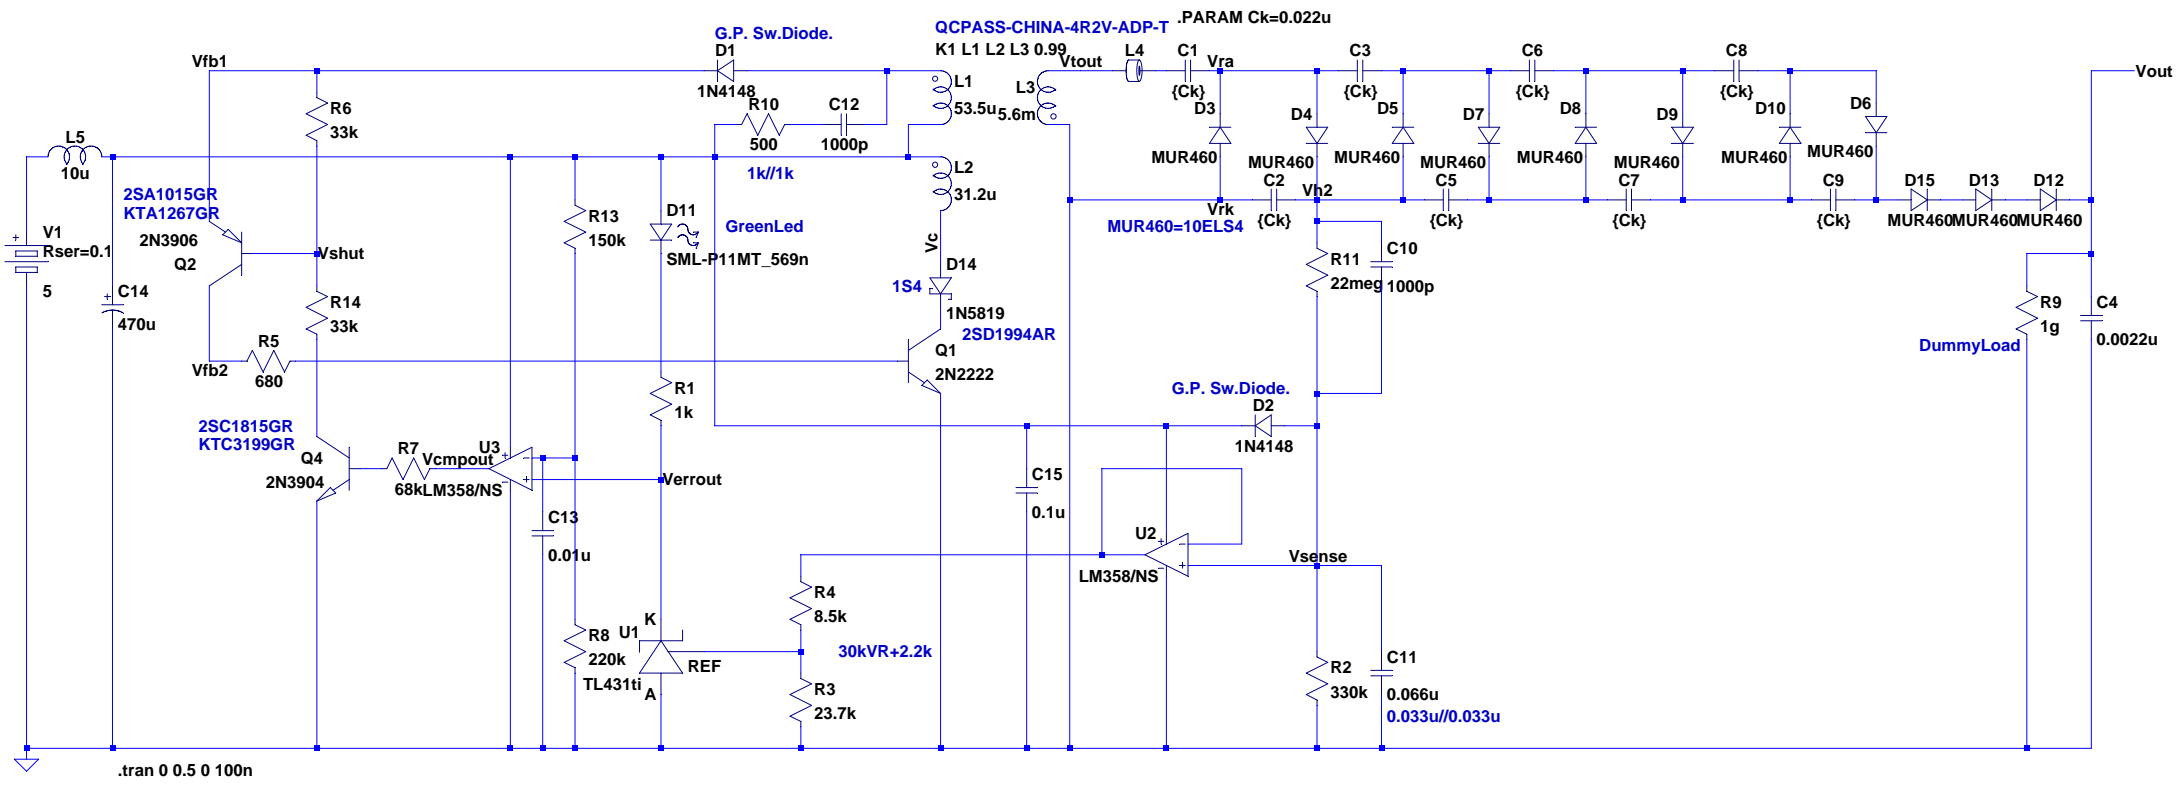 .PARAM Ck=0.022u
QCPASS-CHINA-4R2V-ADP-T
G.P. Sw.Diode.
K1 L1 L2 L3 0.99
D1
1N4148
Vfb1
R6
33k
R10
500
1k//1k
C12
1000p
L1
53.5u
L3
5.6m
Vtout
L4
C1
{Ck}
Vra
C3
{Ck}
C6
{Ck}
C8
{Ck}
Vout
D3
MUR460
D4
MUR460
D5
MUR460
D7
MUR460
D8
MUR460
D9
MUR460
D10
MUR460
D6
MUR460
L5
10u
2SA1015GR
KTA1267GR
2N3906
Q2
V1
Rser=0.1
5
C14
470u
Vshut
R14
33k
R13
150k
D11
GreenLed
SML-P11MT_569n
L2
31.2u
Vc
D14
1S4
1N5819
2SD1994AR
Q1
2N2222
Vrk
MUR460=10ELS4
C2
{Ck}
Vh2
C5
{Ck}
C7
{Ck}
C9
{Ck}
D15
MUR460
D13
MUR460
D12
MUR460
R11
22meg
C10
1000p
R9
1g
DummyLoad
C4
0.0022u
Vfb2
R5
680
R1
1k
G.P. Sw.Diode.
D2
1N4148
2SC1815GR
KTC3199GR
Q4
2N3904
R7
68k
Vcmpout
U3
LM358/NS
Verrout
C13
0.01u
C15
0.1u
U2
LM358/NS
Vsense
R4
8.5k
30kVR+2.2k
R3
23.7k
R8
220k
K
U1
REF
TL431ti
A
R2
330k
C11
0.066u
0.033u//0.033u
.tran 0 0.5 0 100n